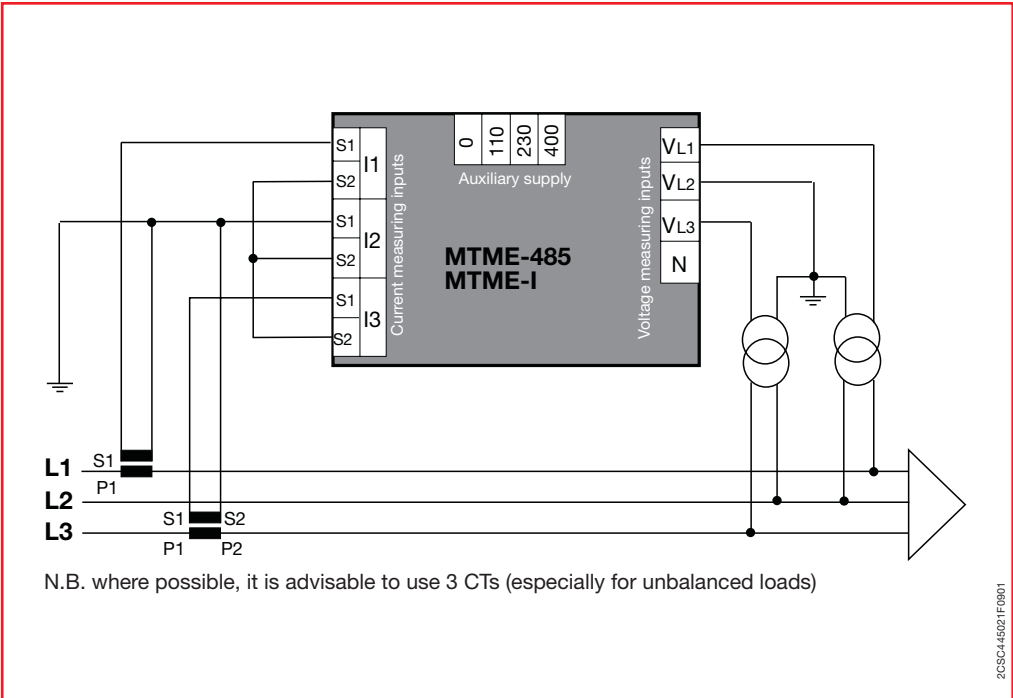 S1
S2
I1
S1
S2
I2
S1
S2
I3
Current measuring inputs
0
110
230
400
Auxiliary supply
MTME-485
MTME-I
Voltage measuring inputs
VL1
VL2
VL3
N
L1
S1
P1
L2
L3
S1
S2
P1
P2
N.B. where possible, it is advisable to use 3 CTs (especially for unbalanced loads)
2CSC445021F0901